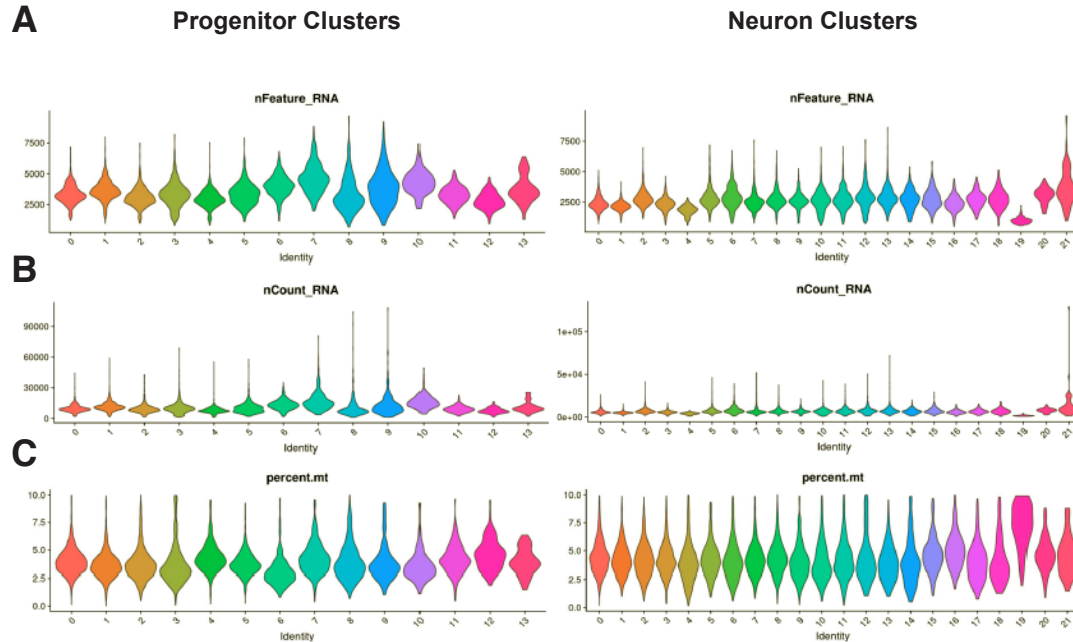 A
Progenitor Clusters
Neuron Clusters
nFeature_RNA
7500
5000
2500
0 1 2 3 4 5 6 7 8 9 10 11 12 13
Identity
nFeature_RNA
7500
5000
2500
0 1 2 3 4 5 6 7 8 9 10 11 12 13 14 15 16 17 18 19 20 21
Identity
B
nCount_RNA
90000
60000
30000
0
0 1 2 3 4 5 6 7 8 9 10 11 12 13
Identity
nCount_RNA
1e+05
5e+04
0e+00
0 1 2 3 4 5 6 7 8 9 10 11 12 13 14 15 16 17 18 19 20 21
Identity
C
percent.mt
10.0
7.5
5.0
2.5
0.0
0 1 2 3 4 5 6 7 8 9 10 11 12 13
Identity
percent.mt
10.0
7.5
5.0
2.5
0.0
0 1 2 3 4 5 6 7 8 9 10 11 12 13 14 15 16 17 18 19 20 21
Identity